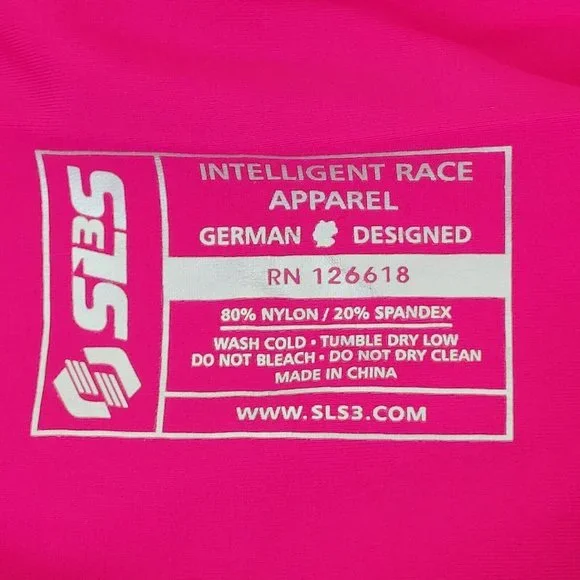 SLS3
INTELLIGENT RACE
APPAREL
GERMAN DESIGNED
RN 126618
80% NYLON / 20% SPANDEX
WASH COLD • TUMBLE DRY LOW
DO NOT BLEACH • DO NOT DRY CLEAN
MADE IN CHINA
WWW.SLS3.COM